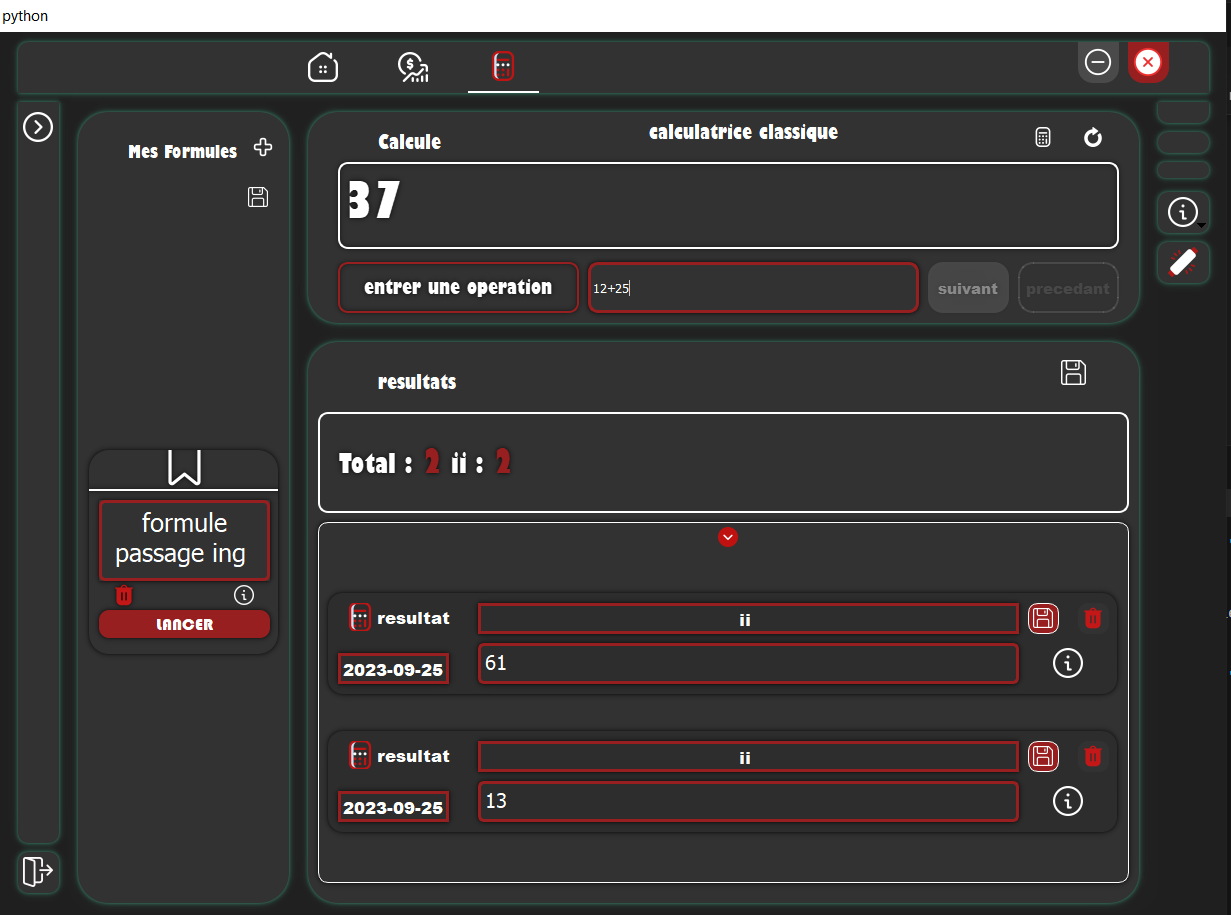 python
Mes Formules
Calcule
calculatrice classique
37
entrer une operation
12+25
suivant
precedant
resultats
Total : 2 ii : 2
formule
passage ing
LANCER
resultat
ii
2023-09-25
61
resultat
ii
2023-09-25
13